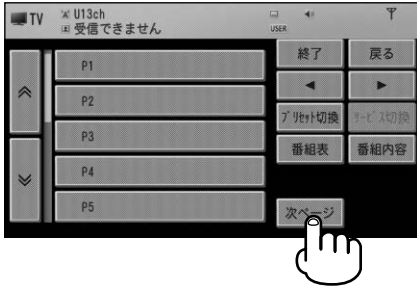 TV U13ch
受信できません
USER
終了 戻る
P1
P2
プリセット切換 サービス切換
P3
番組表 番組内容
P4
P5
次ページ